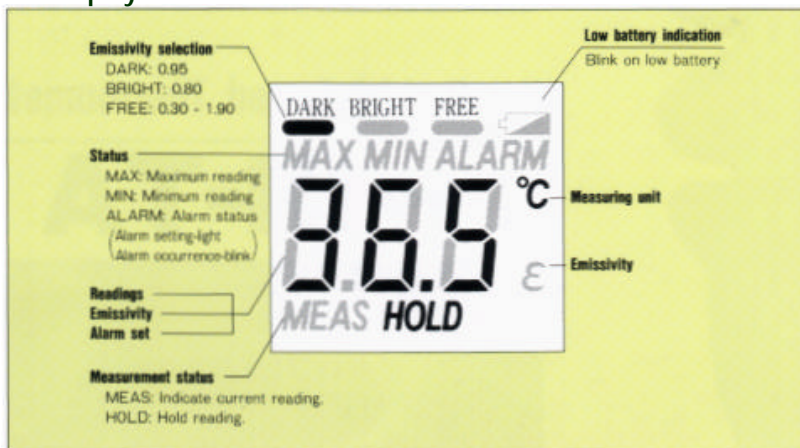 Emissivity selection
DARK: 0.95
BRIGHT: 0.80
FREE: 0.30 - 1.90
Low battery indication
Blink on low battery
DARK BRIGHT FREE
MAX MIN ALARM
36.5 °C
ε
MEAS HOLD
Status
MAX: Maximum reading
MIN: Minimum reading
ALARM: Alarm status
(Alarm setting-light
Alarm occurrence-blink)
Measuring unit
Emissivity
Readings
Emissivity
Alarm set
Measurement status
MEAS: Indicate current reading.
HOLD: Hold reading.